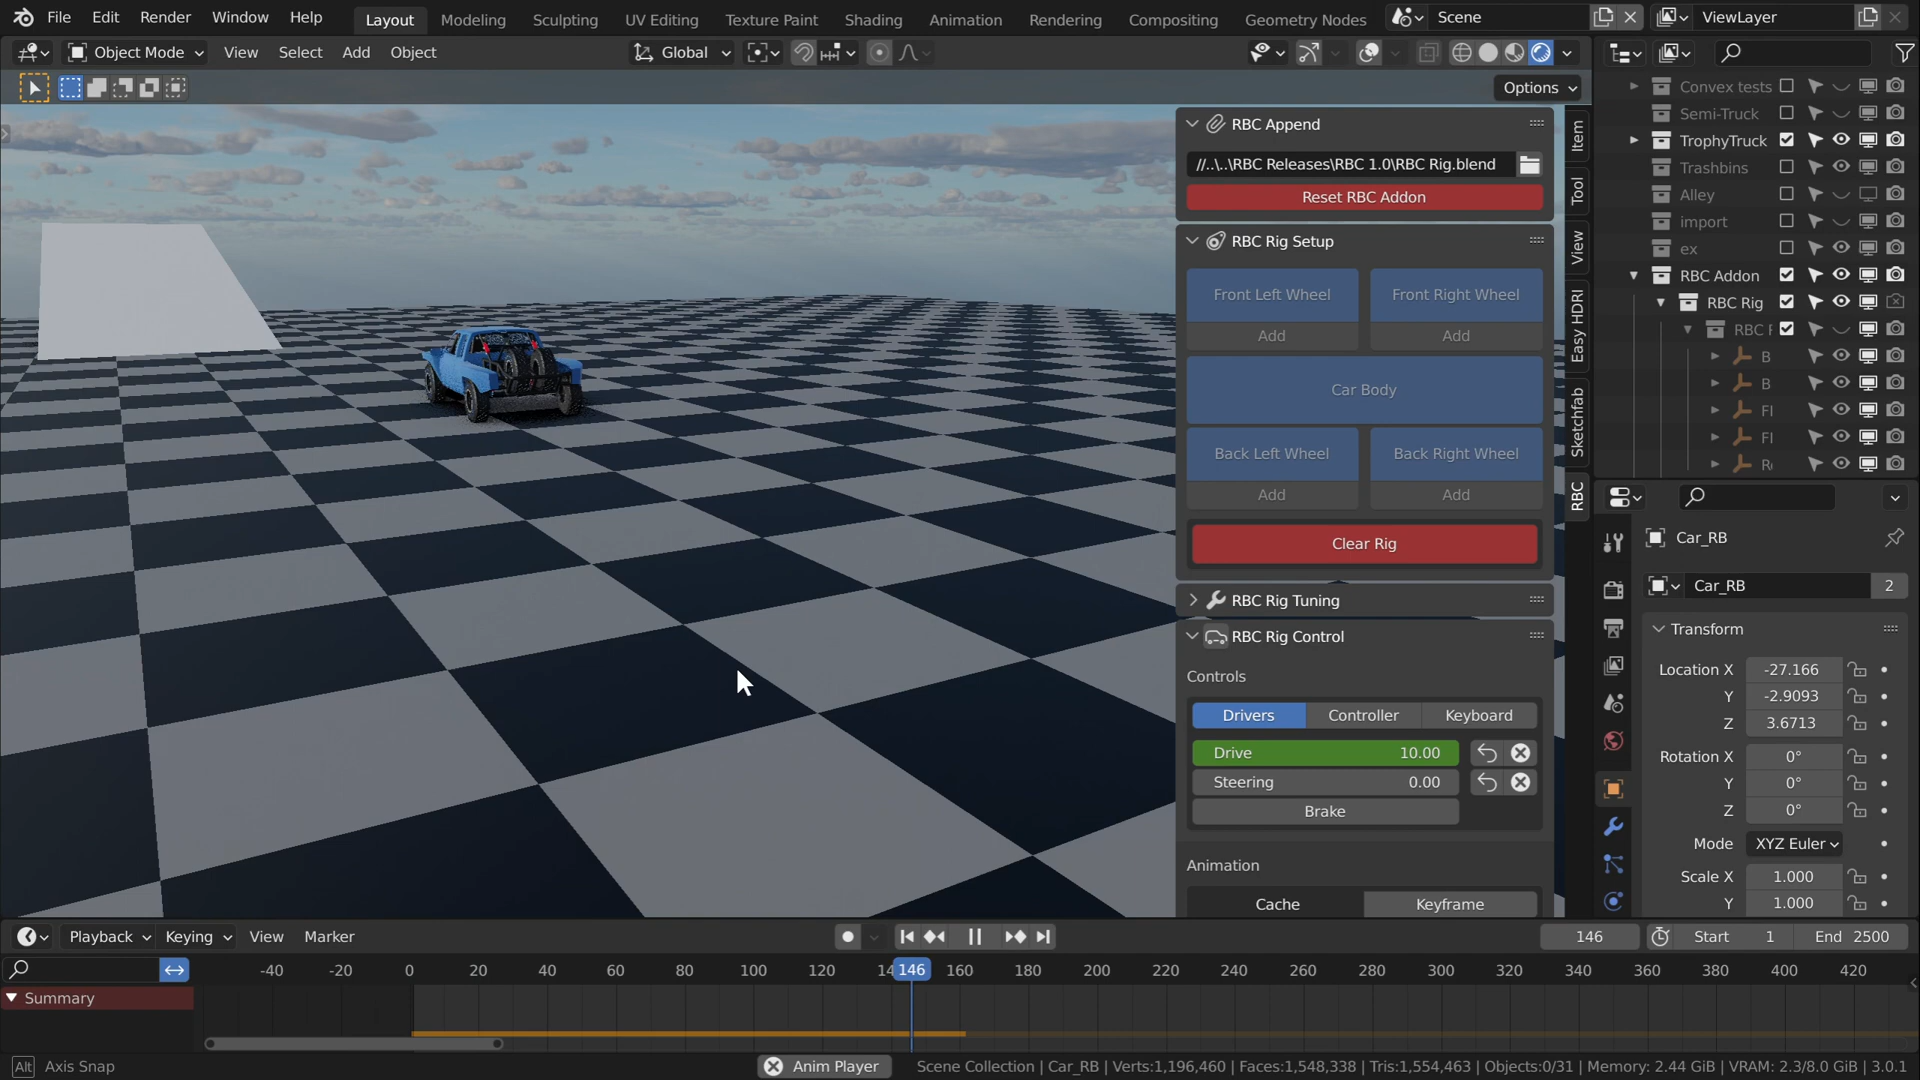 File Edit Render Window Help Layout Modeling Sculpting UV Editing Texture Paint Shading Animation Rendering Compositing Geometry Nodes Scene ViewLayer
Object Mode View Select Add Object Global
Options
RBC Append
//..\..\RBC Releases\RBC 1.0\RBC Rig.blend
Reset RBC Addon
RBC Rig Setup
Front Left Wheel Front Right Wheel
Add Add
Car Body
Back Left Wheel Back Right Wheel
Add Add
Clear Rig
RBC Rig Tuning
RBC Rig Control
Controls
Drivers Controller Keyboard
Drive 10.00
Steering 0.00
Brake
Animation
Cache Keyframe
Item
Tool
View
Easy HDRI
Sketchfab
RBC
Convex tests
Semi-Truck
TrophyTruck
Trashbins
Alley
import
ex
RBC Addon
RBC Rig
RBC
B
B
Fl
Fl
Car_RB
Car_RB 2
Transform
Location X -27.166
Y -2.9093
Z 3.6713
Rotation X 0°
Y 0°
Z 0°
Mode XYZ Euler
Scale X 1.000
Y 1.000
Playback Keying View Marker 146 Start 1 End 2500
-40 -20 0 20 40 60 80 100 120 146 160 180 200 220 240 260 280 300 320 340 360 380 400 420
Summary
Alt Axis Snap Anim Player Scene Collection | Car_RB | Verts:1,196,460 | Faces:1,548,338 | Tris:1,554,463 | Objects:0/31 | Memory: 2.44 GiB | VRAM: 2.3/8.0 GiB | 3.0.1